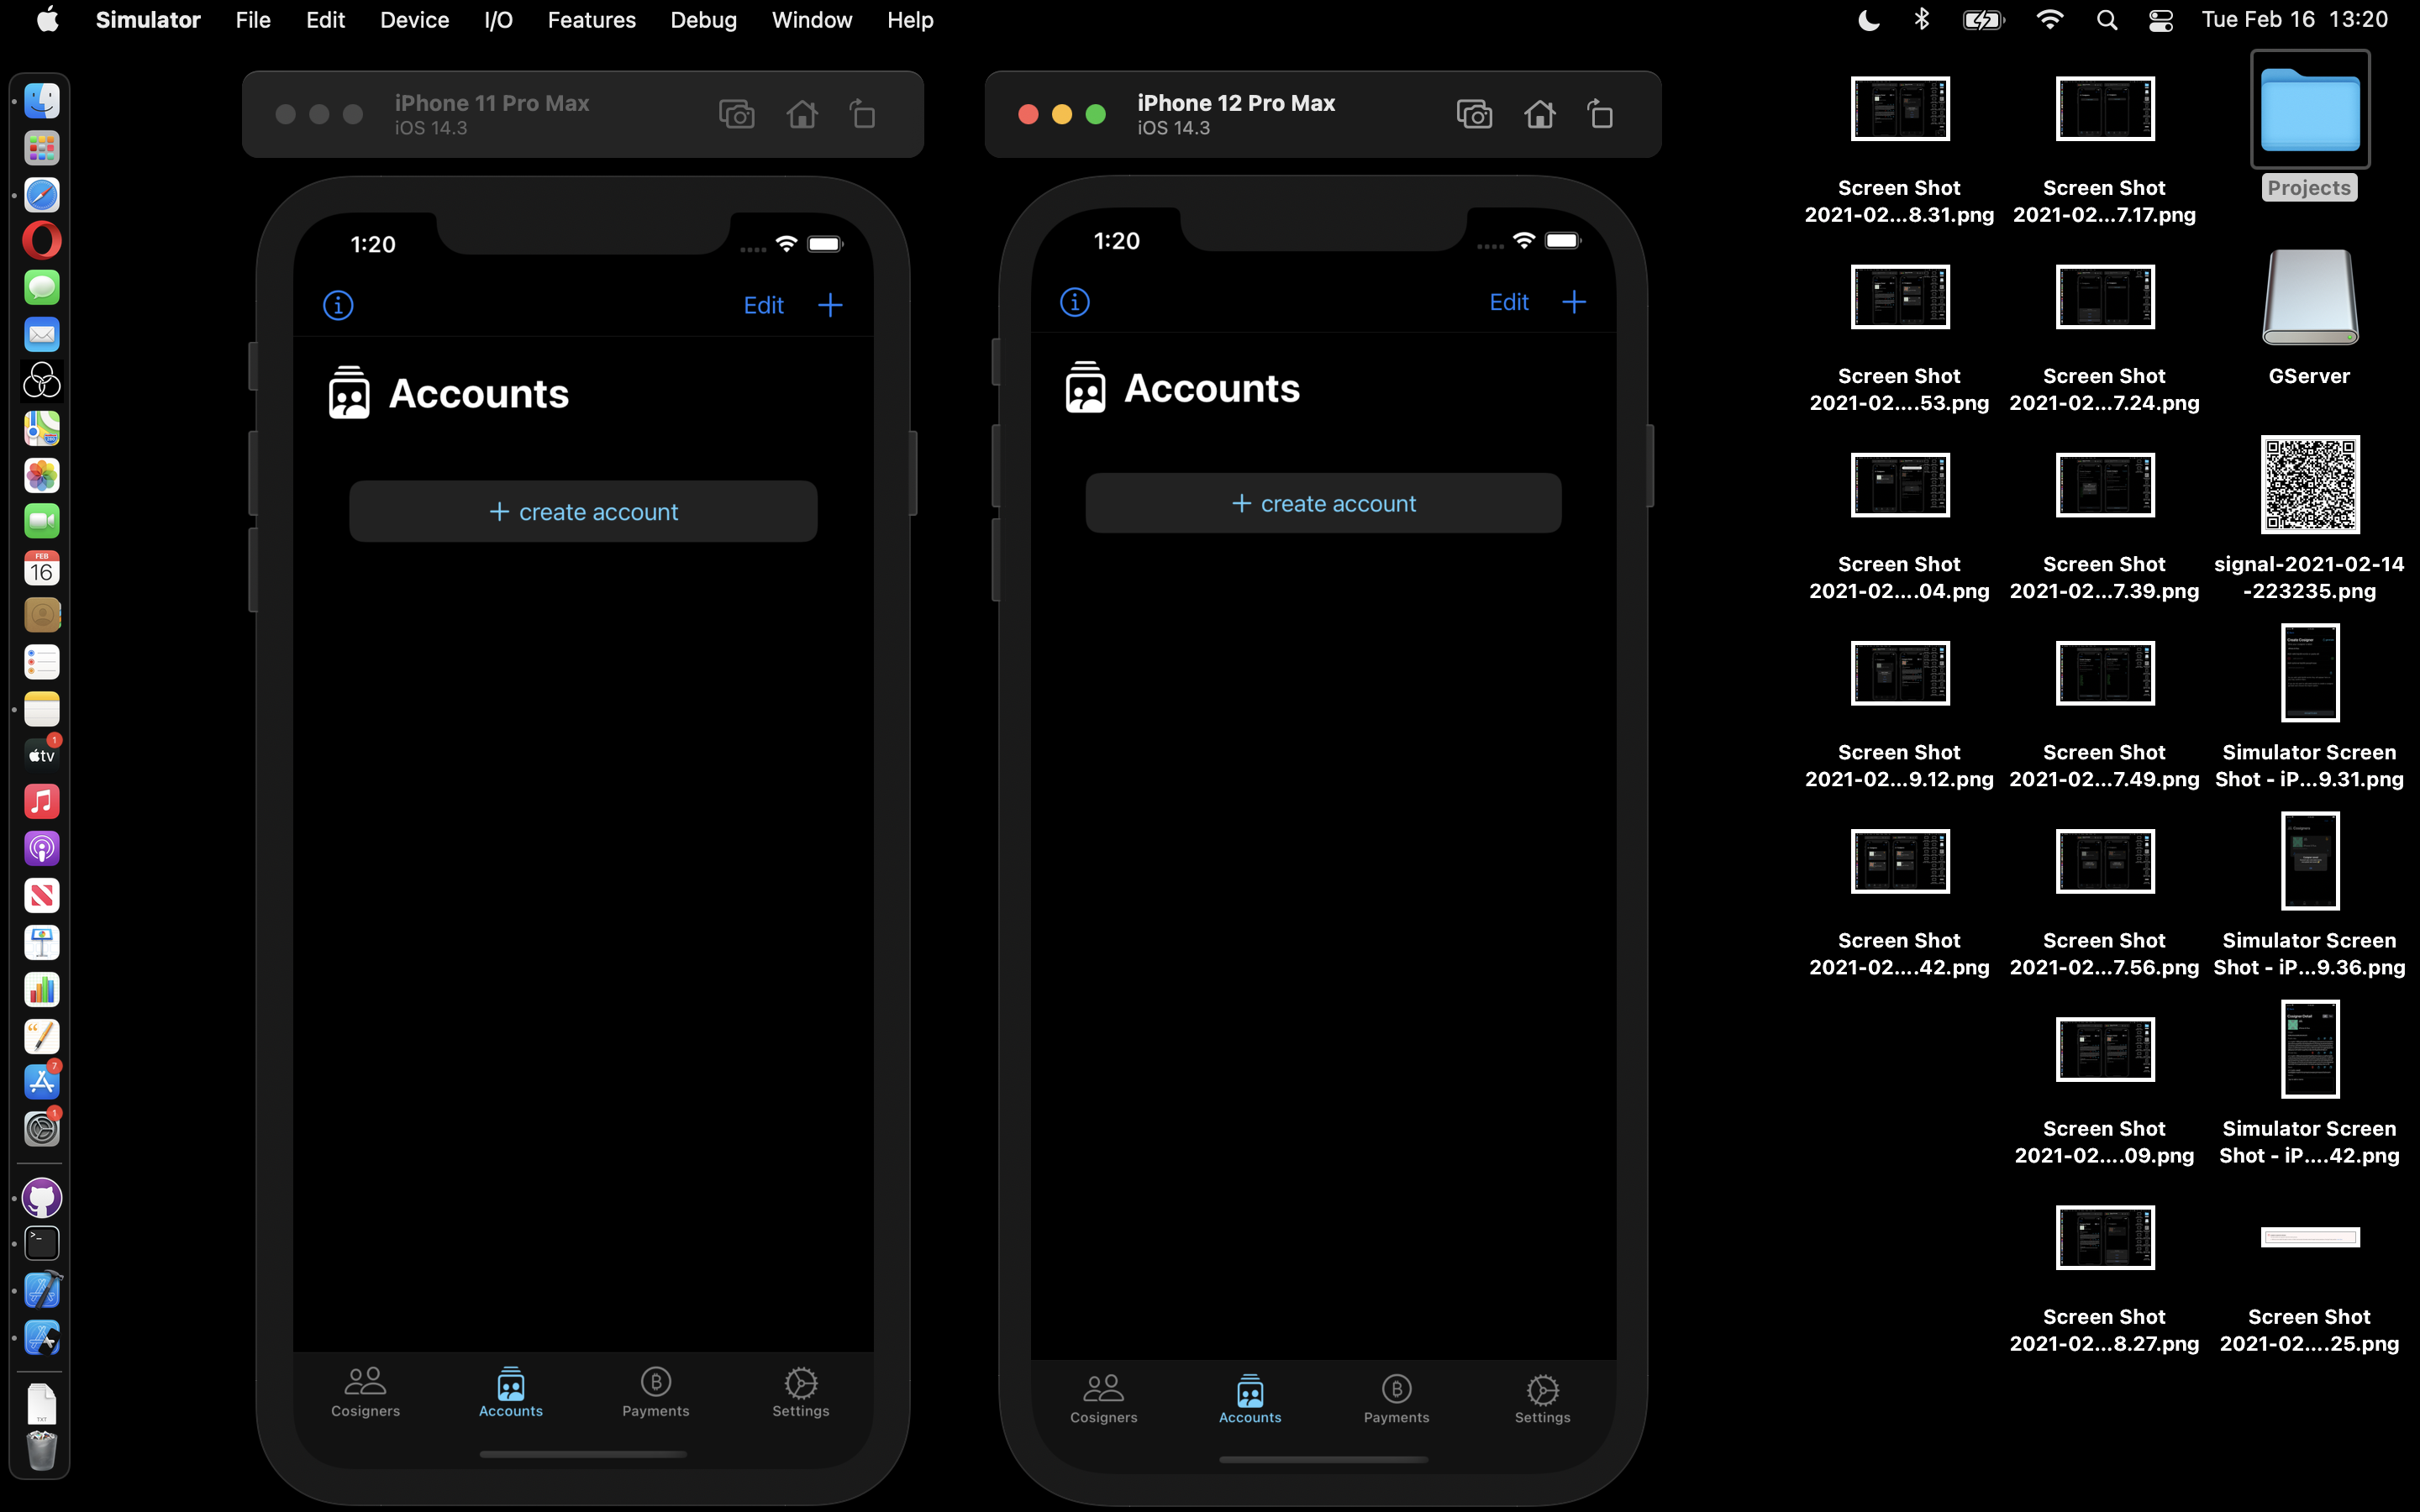 Simulator File Edit Device I/O Features Debug Window Help Tue Feb 16 13:20
iPhone 11 Pro Max
iOS 14.3
1:20
Edit
Accounts
+ create account
Cosigners Accounts Payments Settings
iPhone 12 Pro Max
iOS 14.3
1:20
Edit
Accounts
+ create account
Cosigners Accounts Payments Settings
Screen Shot
2021-02...8.31.png
Screen Shot
2021-02...7.17.png
Projects
Screen Shot
2021-02....53.png
Screen Shot
2021-02...7.24.png
GServer
Screen Shot
2021-02....04.png
Screen Shot
2021-02...7.39.png
signal-2021-02-14
-223235.png
Screen Shot
2021-02...9.12.png
Screen Shot
2021-02...7.49.png
Simulator Screen
Shot - iP...9.31.png
Screen Shot
2021-02....42.png
Screen Shot
2021-02...7.56.png
Simulator Screen
Shot - iP...9.36.png
Screen Shot
2021-02....09.png
Simulator Screen
Shot - iP....42.png
Screen Shot
2021-02...8.27.png
Screen Shot
2021-02....25.png
FEB
16
1
tv
7
1
TXT